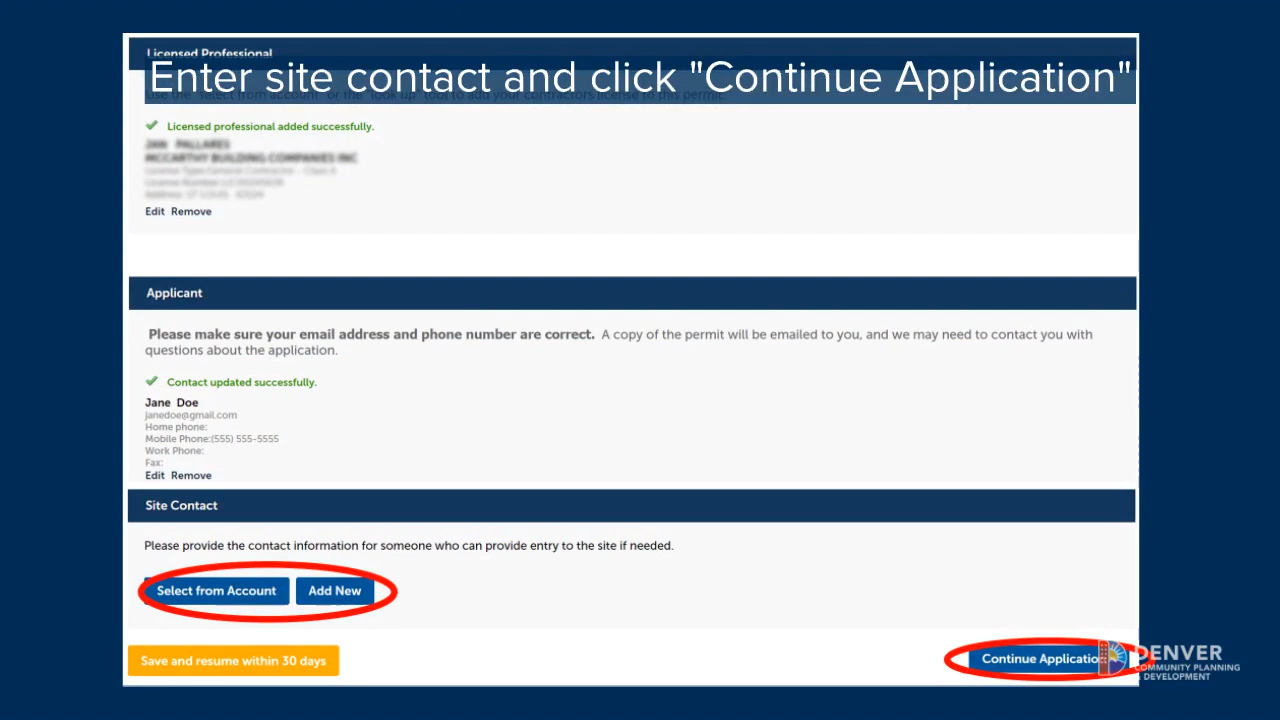 Licensed Professional
Enter site contact and click "Continue Application"
Licensed professional added successfully.
Edit Remove
Applicant
Please make sure your email address and phone number are correct. A copy of the permit will be emailed to you, and we may need to contact you with
questions about the application.
Contact updated successfully.
Jane Doe
janedoe@gmail.com
Home phone:
Mobile Phone:(555) 555-5555
Work Phone:
Fax:
Edit Remove
Site Contact
Please provide the contact information for someone who can provide entry to the site if needed.
Select from Account Add New
Save and resume within 30 days
Continue Applicatio
DENVER
COMMUNITY PLANNING
& DEVELOPMENT